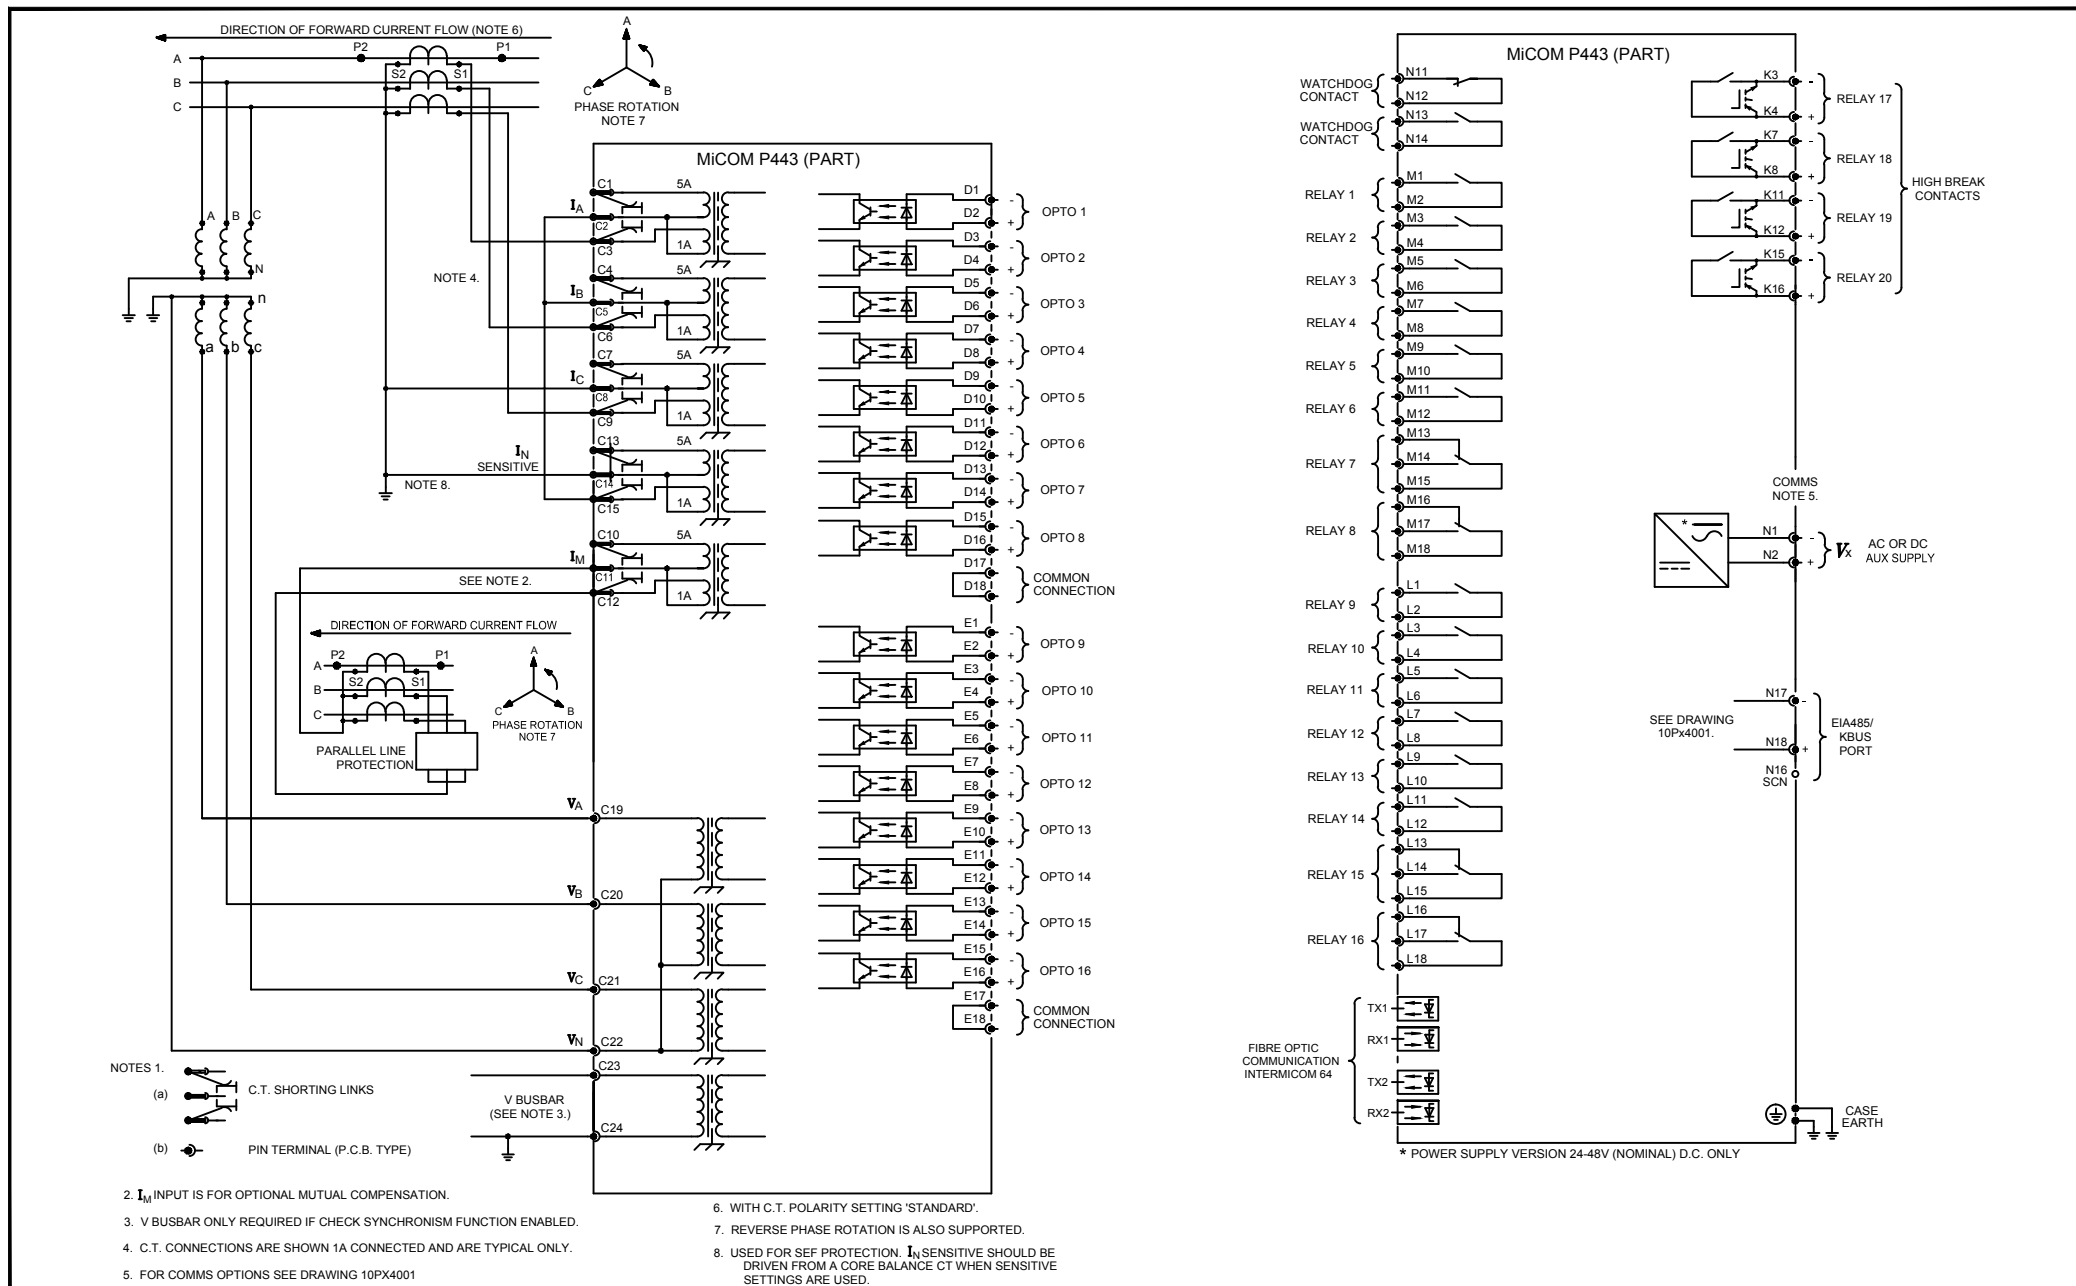 DIRECTION OF FORWARD CURRENT FLOW (NOTE 6)
A
P2
P1
S2
S1
B
C
A
C
B
PHASE ROTATION
NOTE 7
A
B
C
N
n
a
b
c
NOTE 4.
MiCOM P443 (PART)
C1
5A
IA
C2
1A
C3
C4
5A
IB
C5
1A
C6
C7
5A
IC
C8
1A
C9
C13
5A
IN
SENSITIVE
C14
NOTE 8.
1A
C15
C10
5A
IM
C11
SEE NOTE 2.
1A
C12
DIRECTION OF FORWARD CURRENT FLOW
A
P2
P1
S2
S1
B
C
A
C
B
PHASE ROTATION
NOTE 7
PARALLEL LINE
PROTECTION
VA
C19
VB
C20
VC
C21
VN
C22
C23
V BUSBAR
(SEE NOTE 3.)
C24
D1
-
D2
+
OPTO 1
D3
-
D4
+
OPTO 2
D5
-
D6
+
OPTO 3
D7
-
D8
+
OPTO 4
D9
-
D10
+
OPTO 5
D11
-
D12
+
OPTO 6
D13
-
D14
+
OPTO 7
D15
-
D16
+
OPTO 8
D17
D18
COMMON
CONNECTION
E1
-
E2
+
OPTO 9
E3
-
E4
+
OPTO 10
E5
-
E6
+
OPTO 11
E7
-
E8
+
OPTO 12
E9
-
E10
+
OPTO 13
E11
-
E12
+
OPTO 14
E13
-
E14
+
OPTO 15
E15
-
E16
+
OPTO 16
E17
E18
COMMON
CONNECTION
NOTES 1.
(a)
C.T. SHORTING LINKS
(b)
PIN TERMINAL (P.C.B. TYPE)
2. IM INPUT IS FOR OPTIONAL MUTUAL COMPENSATION.
3. V BUSBAR ONLY REQUIRED IF CHECK SYNCHRONISM FUNCTION ENABLED.
4. C.T. CONNECTIONS ARE SHOWN 1A CONNECTED AND ARE TYPICAL ONLY.
5. FOR COMMS OPTIONS SEE DRAWING 10PX4001
6. WITH C.T. POLARITY SETTING 'STANDARD'.
7. REVERSE PHASE ROTATION IS ALSO SUPPORTED.
8. USED FOR SEF PROTECTION. IN SENSITIVE SHOULD BE
DRIVEN FROM A CORE BALANCE CT WHEN SENSITIVE
SETTINGS ARE USED.
MiCOM P443 (PART)
WATCHDOG
CONTACT
N11
N12
WATCHDOG
CONTACT
N13
N14
RELAY 1
M1
M2
RELAY 2
M3
M4
RELAY 3
M5
M6
RELAY 4
M7
M8
RELAY 5
M9
M10
RELAY 6
M11
M12
RELAY 7
M13
M14
M15
RELAY 8
M16
M17
M18
RELAY 9
L1
L2
RELAY 10
L3
L4
RELAY 11
L5
L6
RELAY 12
L7
L8
RELAY 13
L9
L10
RELAY 14
L11
L12
RELAY 15
L13
L14
L15
RELAY 16
L16
L17
L18
FIBRE OPTIC
COMMUNICATION
INTERMICOM 64
TX1
RX1
TX2
RX2
K3
-
K4
+
RELAY 17
K7
-
K8
+
RELAY 18
K11
-
K12
+
RELAY 19
K15
-
K16
+
RELAY 20
HIGH BREAK
CONTACTS
COMMS
NOTE 5.
*
N1
-
N2
+
Vx
AC OR DC
AUX SUPPLY
SEE DRAWING
10Px4001.
N17
-
N18
+
N16
SCN
EIA485/
KBUS
PORT
CASE
EARTH
* POWER SUPPLY VERSION 24-48V (NOMINAL) D.C. ONLY